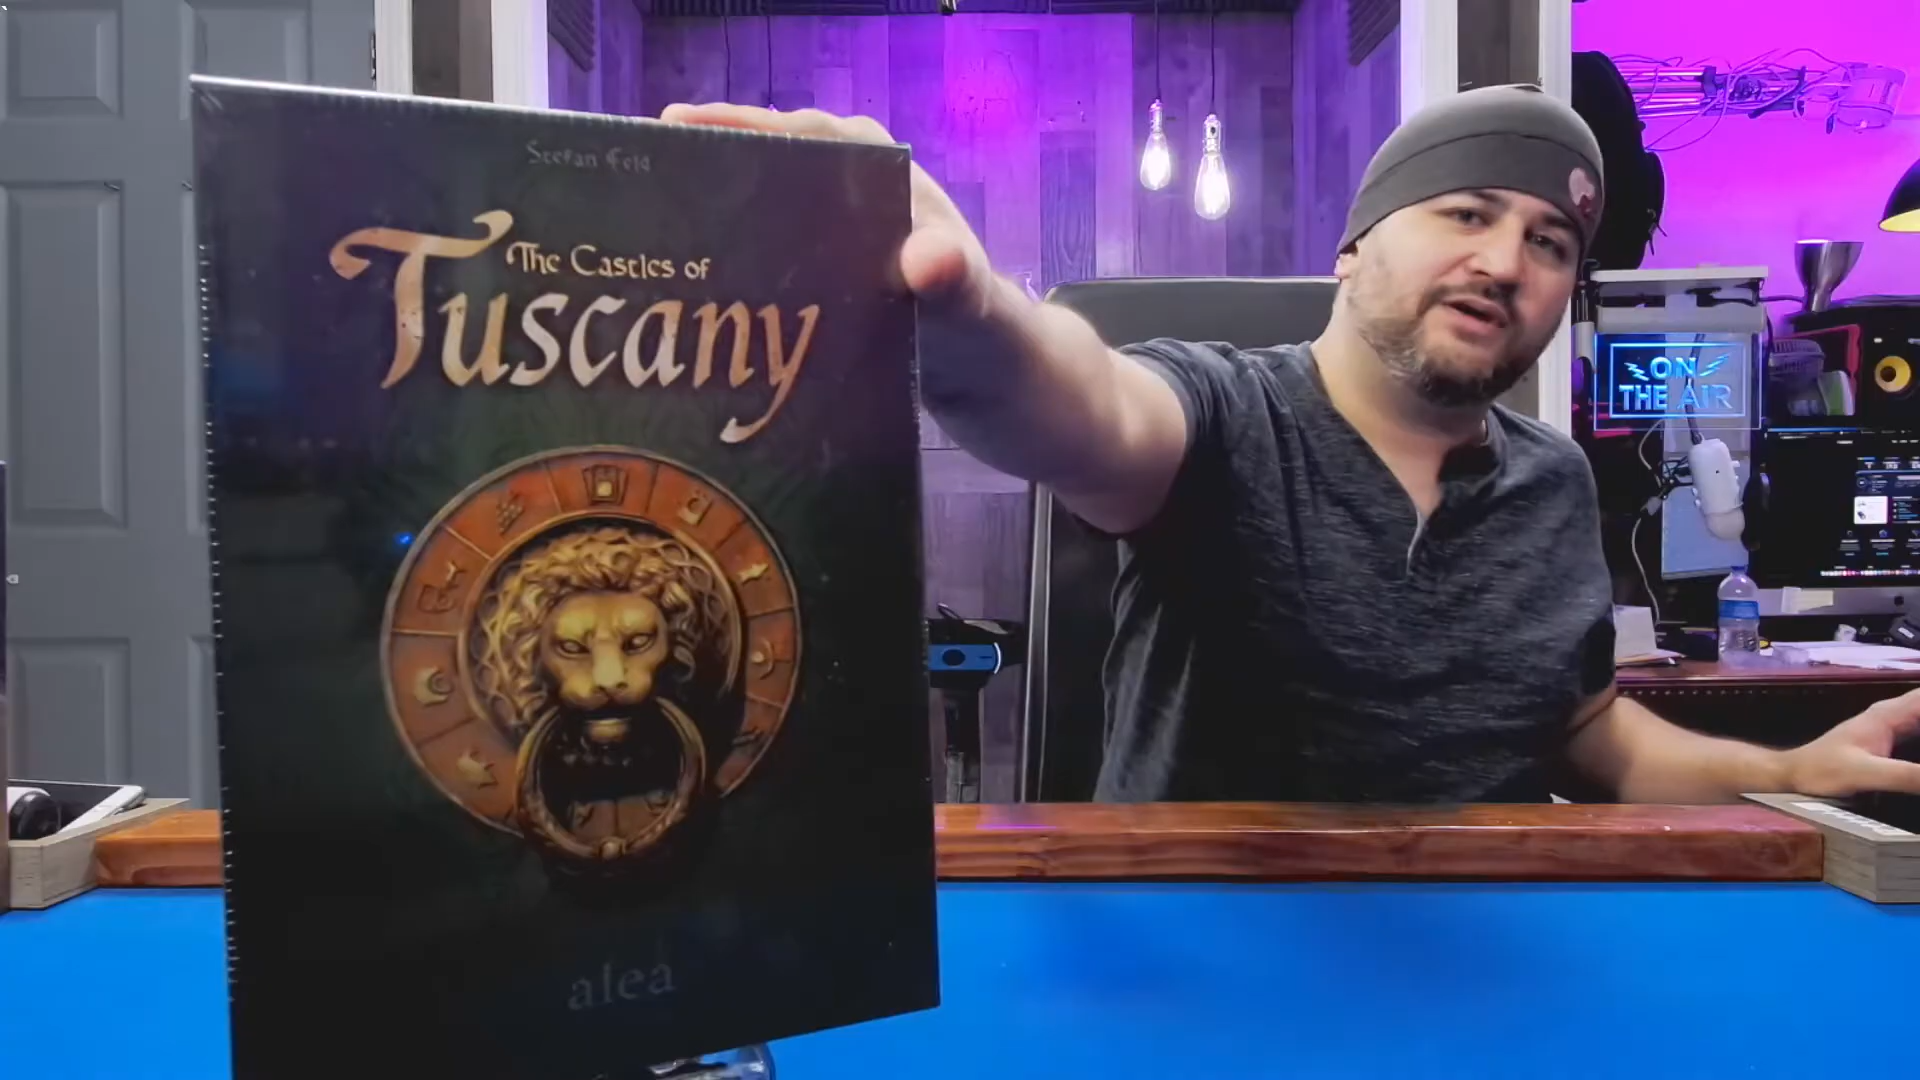 Stefan Feld
The Castles of
Tuscany
alea
ON
THE AIR